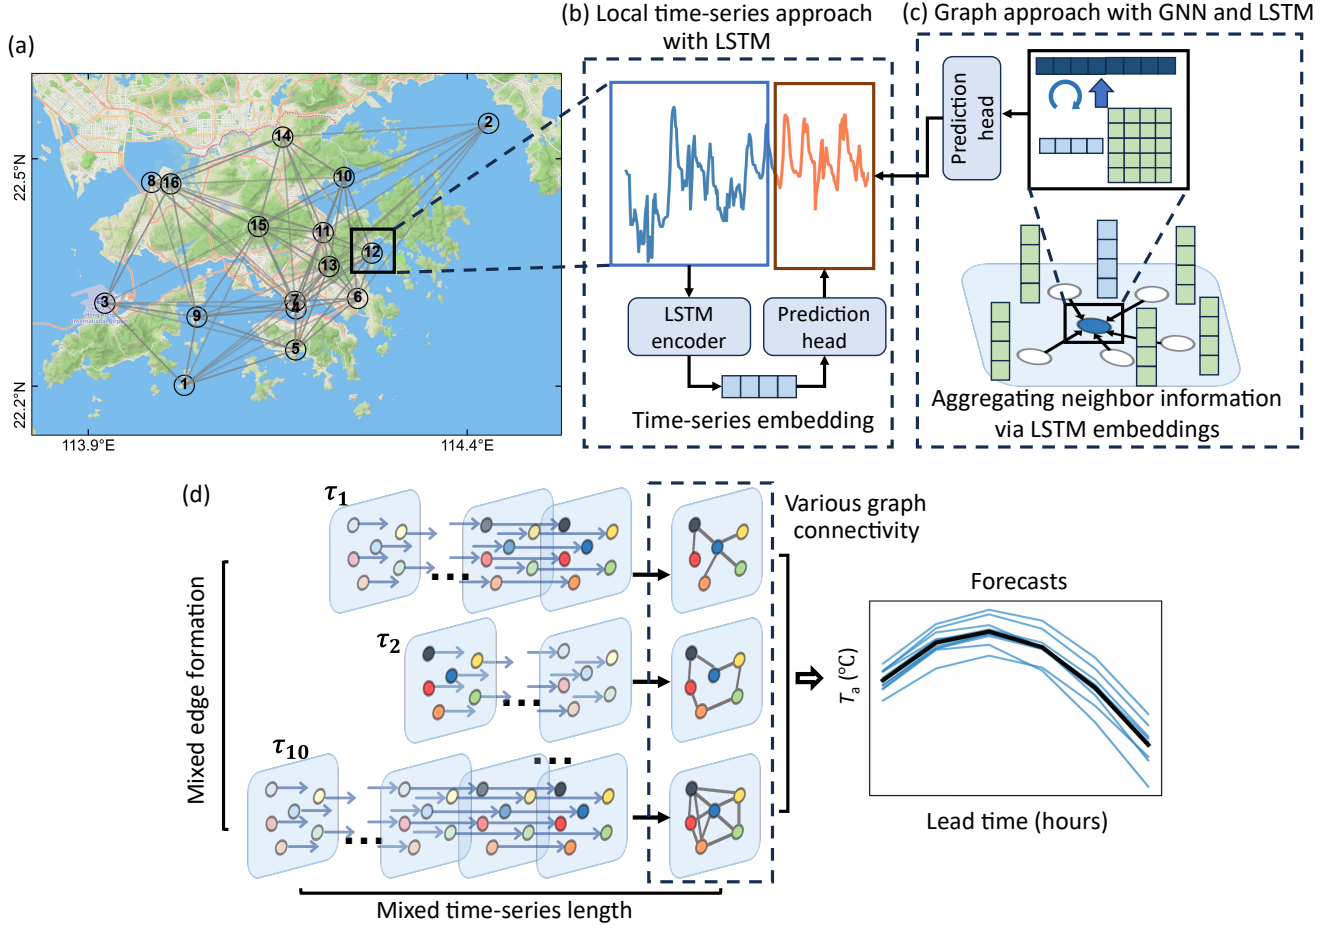 (a)
(b) Local time-series approach
with LSTM
(c) Graph approach with GNN and LSTM
22.5°N
22.2°N
113.9°E
114.4°E
2
14
8
16
10
15
11
12
13
3
7
4
6
9
5
1
LSTM
encoder
Prediction
head
Time-series embedding
Prediction
head
Aggregating neighbor information
via LSTM embeddings
(d)
τ1
τ2
...
τ10
Mixed edge formation
Mixed time-series length
Various graph
connectivity
Forecasts
Ta (°C)
Lead time (hours)